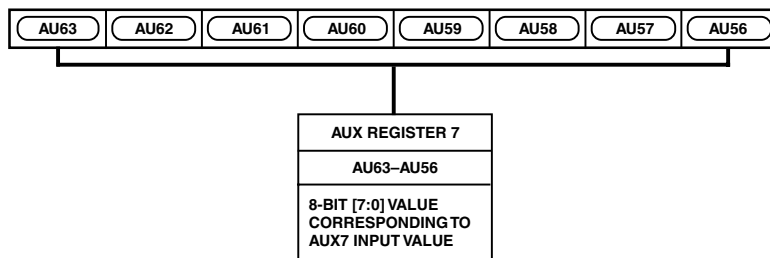 AU63 AU62 AU61 AU60 AU59 AU58 AU57 AU56
AUX REGISTER 7
AU63–AU56
8-BIT [7:0] VALUE
CORRESPONDING TO
AUX7 INPUT VALUE